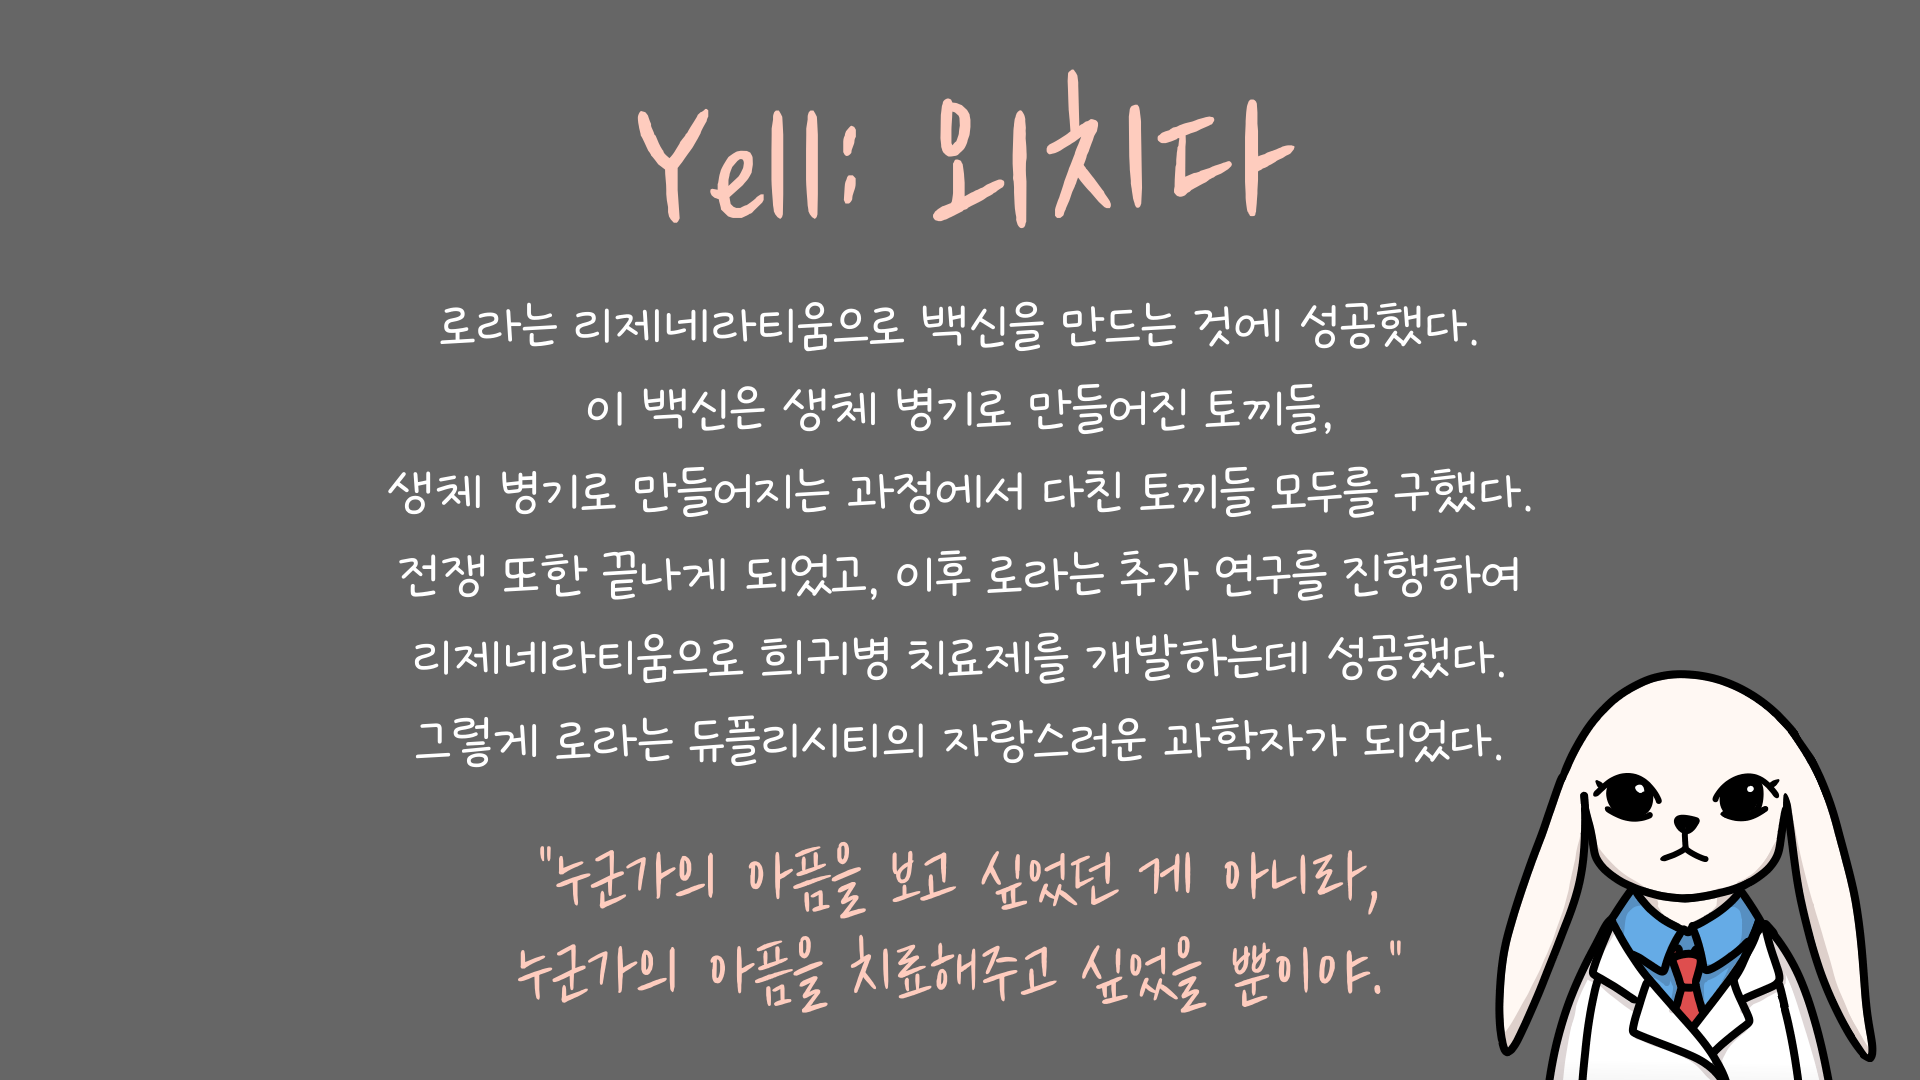 Yell: 외치다
로라는 리제네라티움으로 백신을 만드는 것에 성공했다.
이 백신은 생체 병기로 만들어진 토끼들,
생체 병기로 만들어지는 과정에서 다친 토끼들 모두를 구했다.
전쟁 또한 끝나게 되었고, 이후 로라는 추가 연구를 진행하여
리제네라티움으로 희귀병 치료제를 개발하는데 성공했다.
그렇게 로라는 듀플리시티의 자랑스러운 과학자가 되었다.
"누군가의 아픔을 보고 싶었던 게 아니라,
누군가의 아픔을 치료해주고 싶었을 뿐이야."